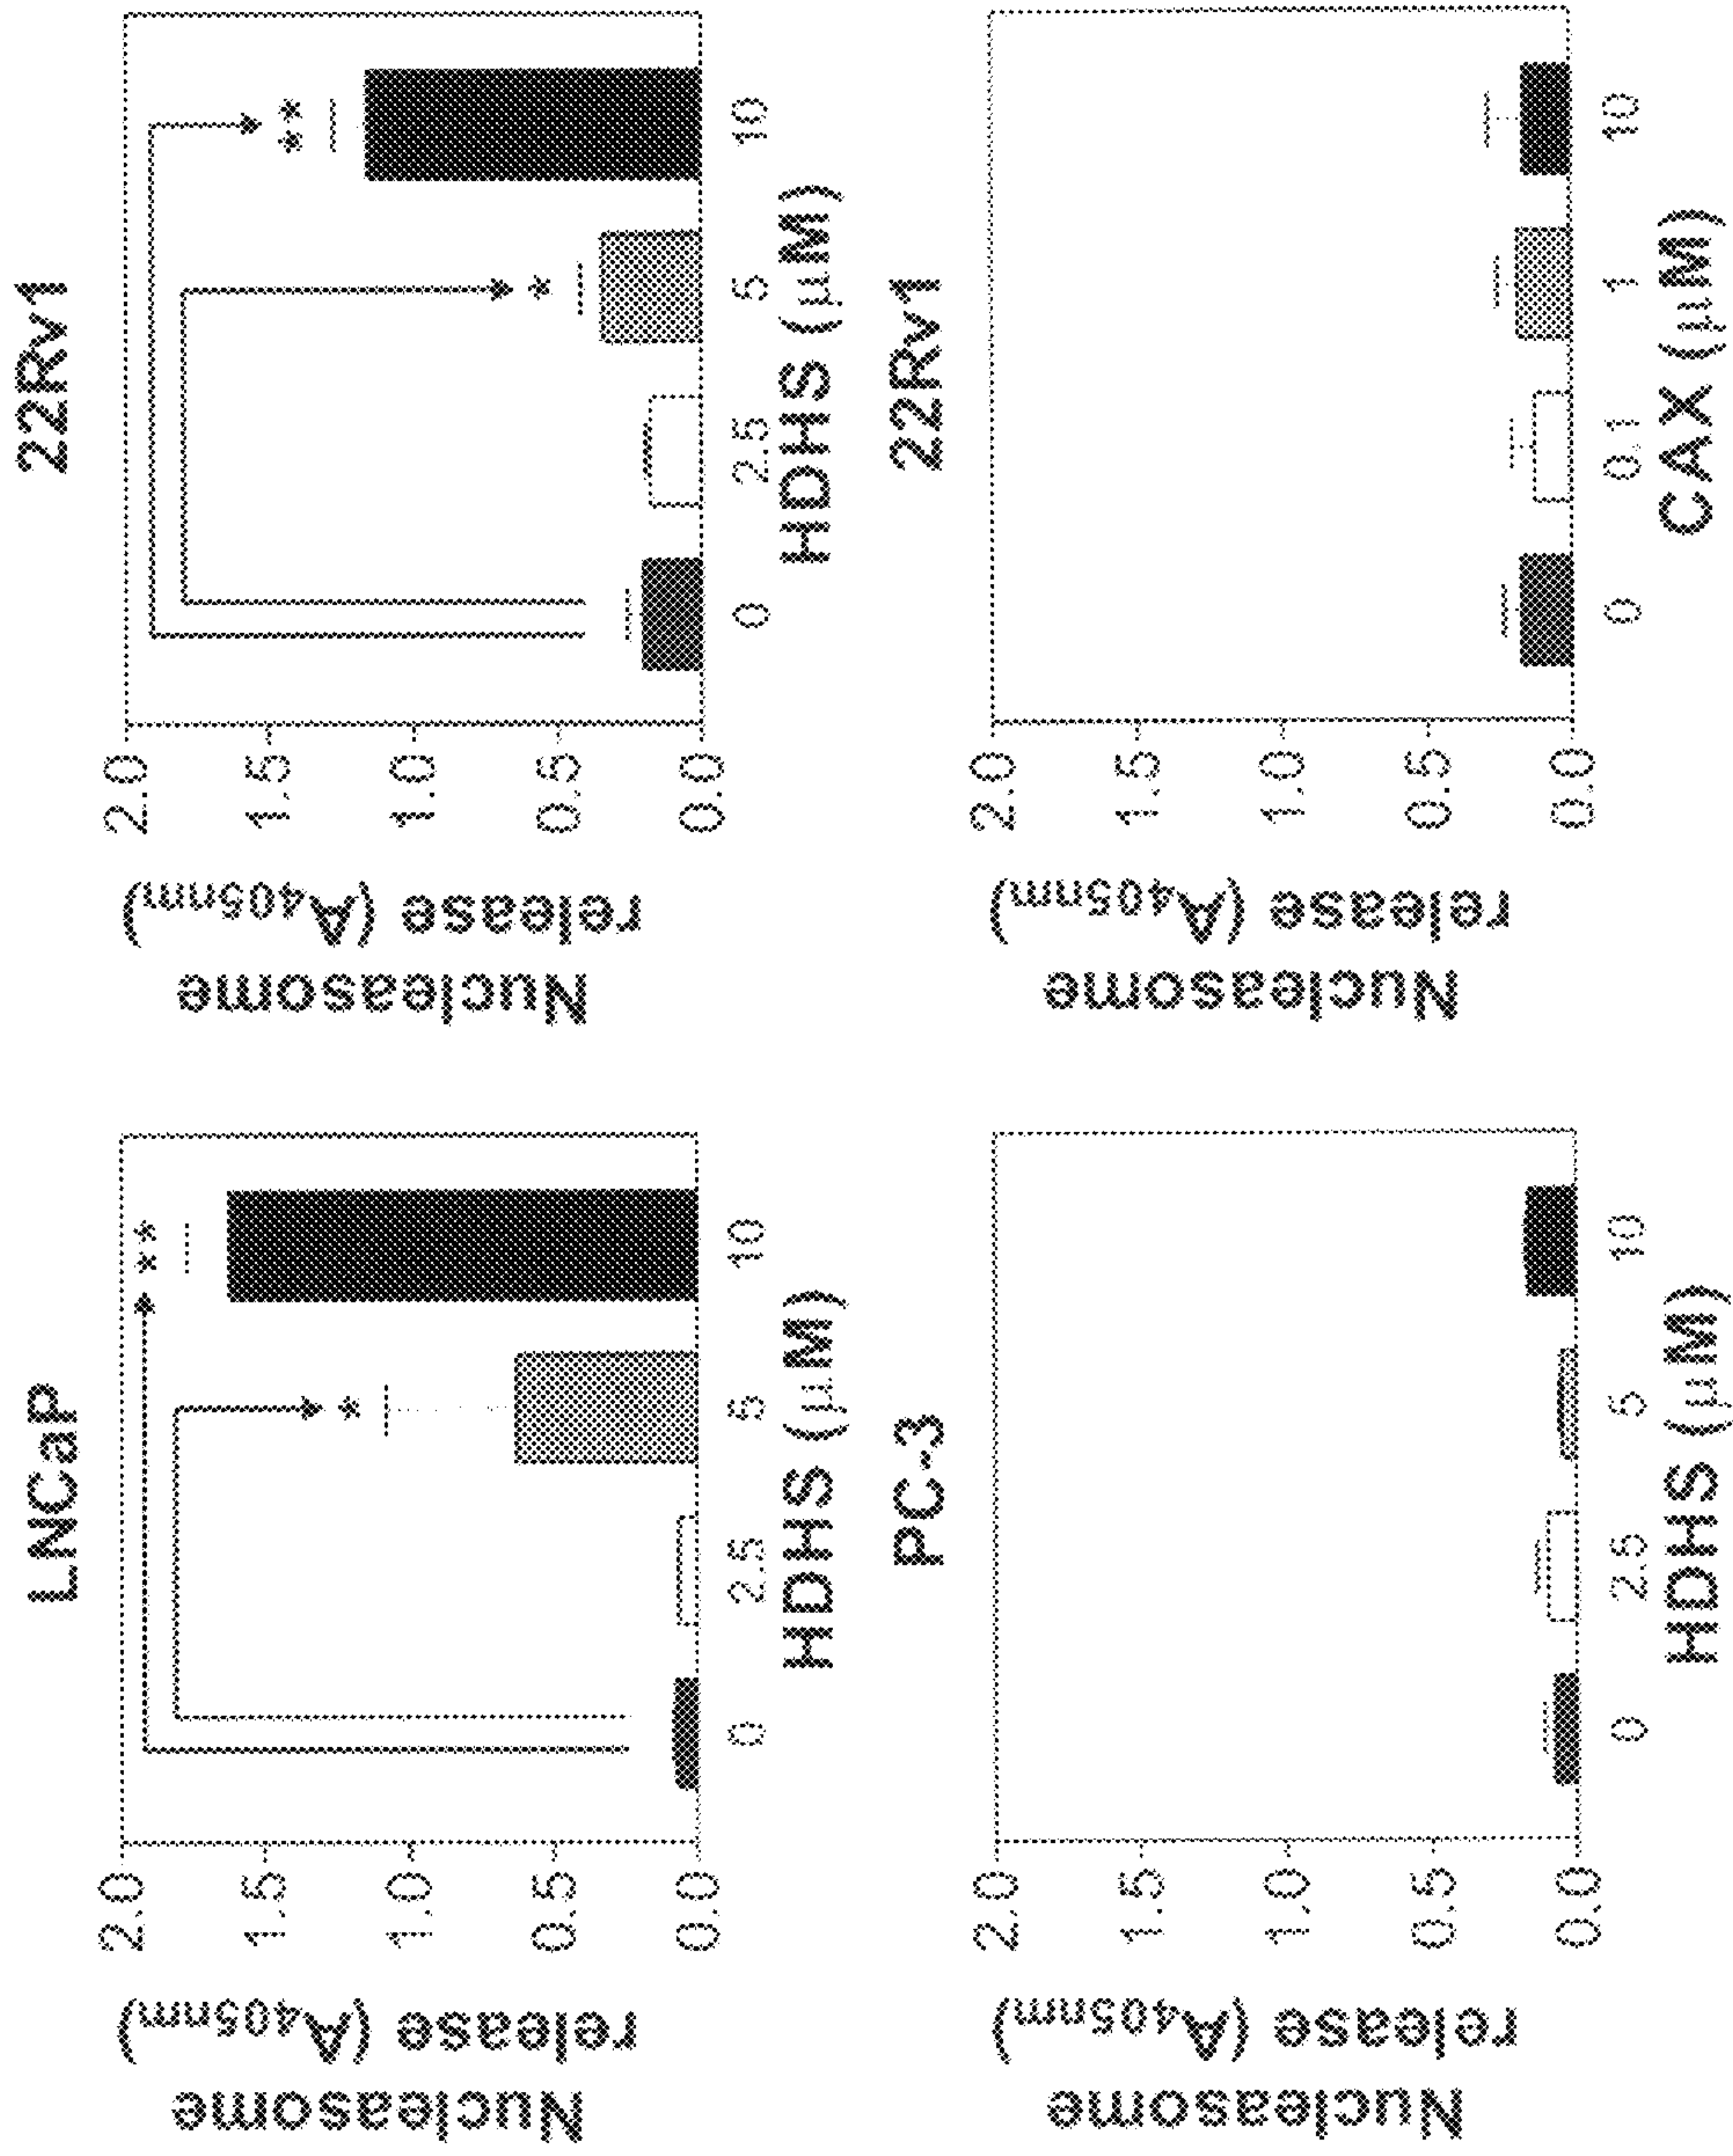 LNCaP
Nucleasome
release (A405nm)
2.0
1.5
1.0
0.5
0.0
*
**
0 2.5 5 10
HDHS (μM)
22Rv1
Nucleasome
release (A405nm)
2.0
1.5
1.0
0.5
0.0
*
**
0 2.5 5 10
HDHS (μM)
PC-3
Nucleasome
release (A405nm)
2.0
1.5
1.0
0.5
0.0
0 2.5 5 10
HDHS (μM)
22Rv1
Nucleasome
release (A405nm)
2.0
1.5
1.0
0.5
0.0
0 0.1 1 10
CAX (μM)